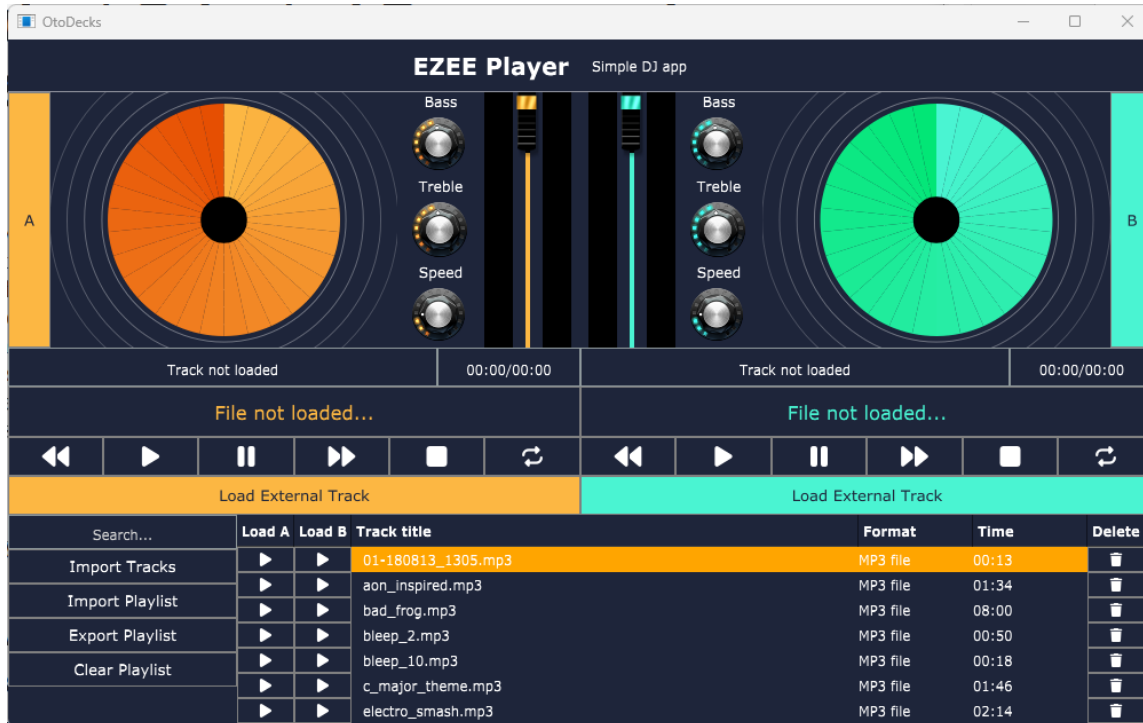 OtoDecks
EZEE Player Simple DJ app
Bass Bass
Treble Treble
A B
Speed Speed
Track not loaded 00:00/00:00 Track not loaded 00:00/00:00
File not loaded... File not loaded...
Load External Track Load External Track
Search... Load A Load B Track title Format Time Delete
Import Tracks 01-180813_1305.mp3 MP3 file 00:13
aon_inspired.mp3 MP3 file 01:34
Import Playlist bad_frog.mp3 MP3 file 08:00
Export Playlist bleep_2.mp3 MP3 file 00:50
Clear Playlist bleep_10.mp3 MP3 file 00:18
c_major_theme.mp3 MP3 file 01:46
electro_smash.mp3 MP3 file 02:14